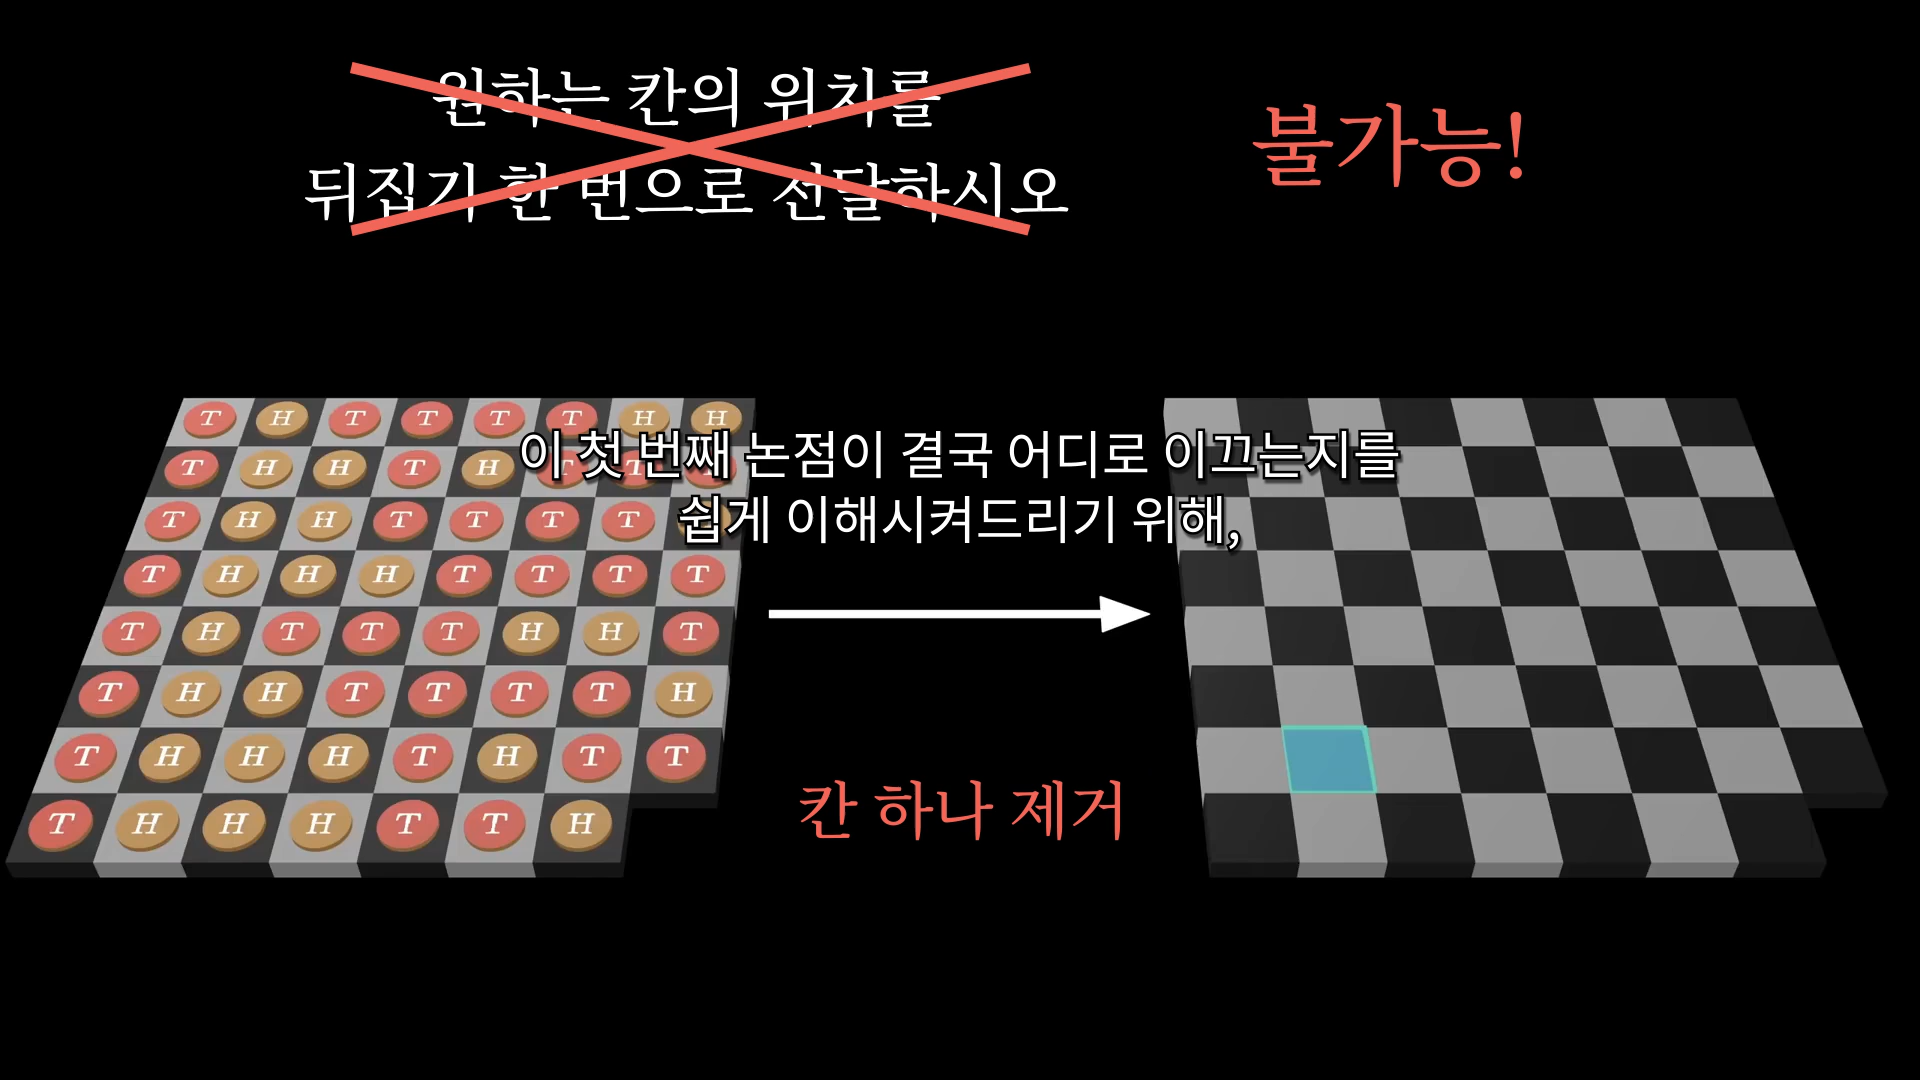 원하는 칸의 위치를
뒤집기 한 번으로 전달하시오
불가능!
T H T T T T H H
이 첫 번째 논점이 결국 어디로 이끄는지를
T H H T H T T T
쉽게 이해시켜드리기 위해,
T H H T T T T
T H H H T T T T
T H T T T H H T
T H H T T T T H
T H H H T H T T
칸 하나 제거
T H H H T T H